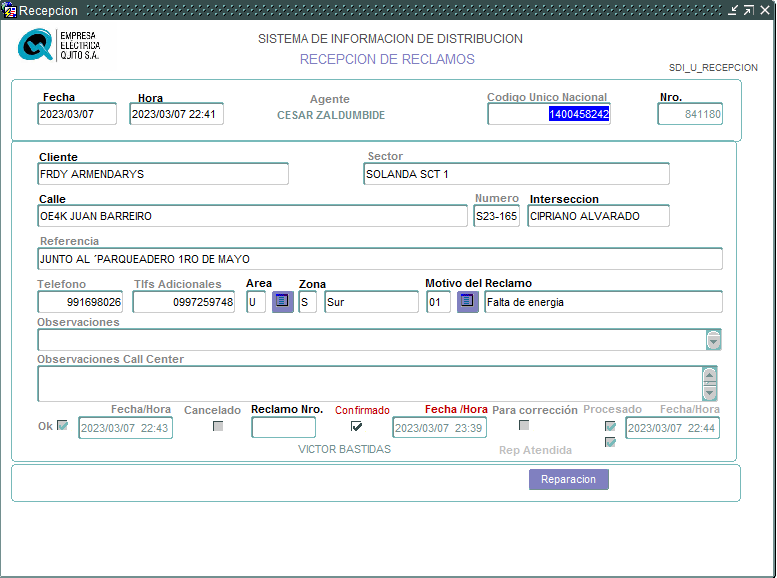 Recepcion
EMPRESA
ELÉCTRICA
QUITO S.A.
SISTEMA DE INFORMACION DE DISTRIBUCION
RECEPCION DE RECLAMOS
SDI_U_RECEPCION
Fecha Hora Agente Codigo Unico Nacional Nro.
2023/03/07 2023/03/07 22:41 CESAR ZALDUMBIDE 1400458242 841180
Cliente Sector
FRDY ARMENDARYS SOLANDA SCT 1
Calle Numero Interseccion
OE4K JUAN BARREIRO S23-165 CIPRIANO ALVARADO
Referencia
JUNTO AL ´PARQUEADERO 1RO DE MAYO
Telefono Tlfs Adicionales Area Zona Motivo del Reclamo
991698026 0997259748 U S Sur 01 Falta de energia
Observaciones
Observaciones Call Center
Fecha/Hora Cancelado Reclamo Nro. Confirmado Fecha /Hora Para corrección Procesado Fecha/Hora
Ok 2023/03/07 22:43 2023/03/07 23:39 2023/03/07 22:44
VICTOR BASTIDAS Rep Atendida
Reparacion